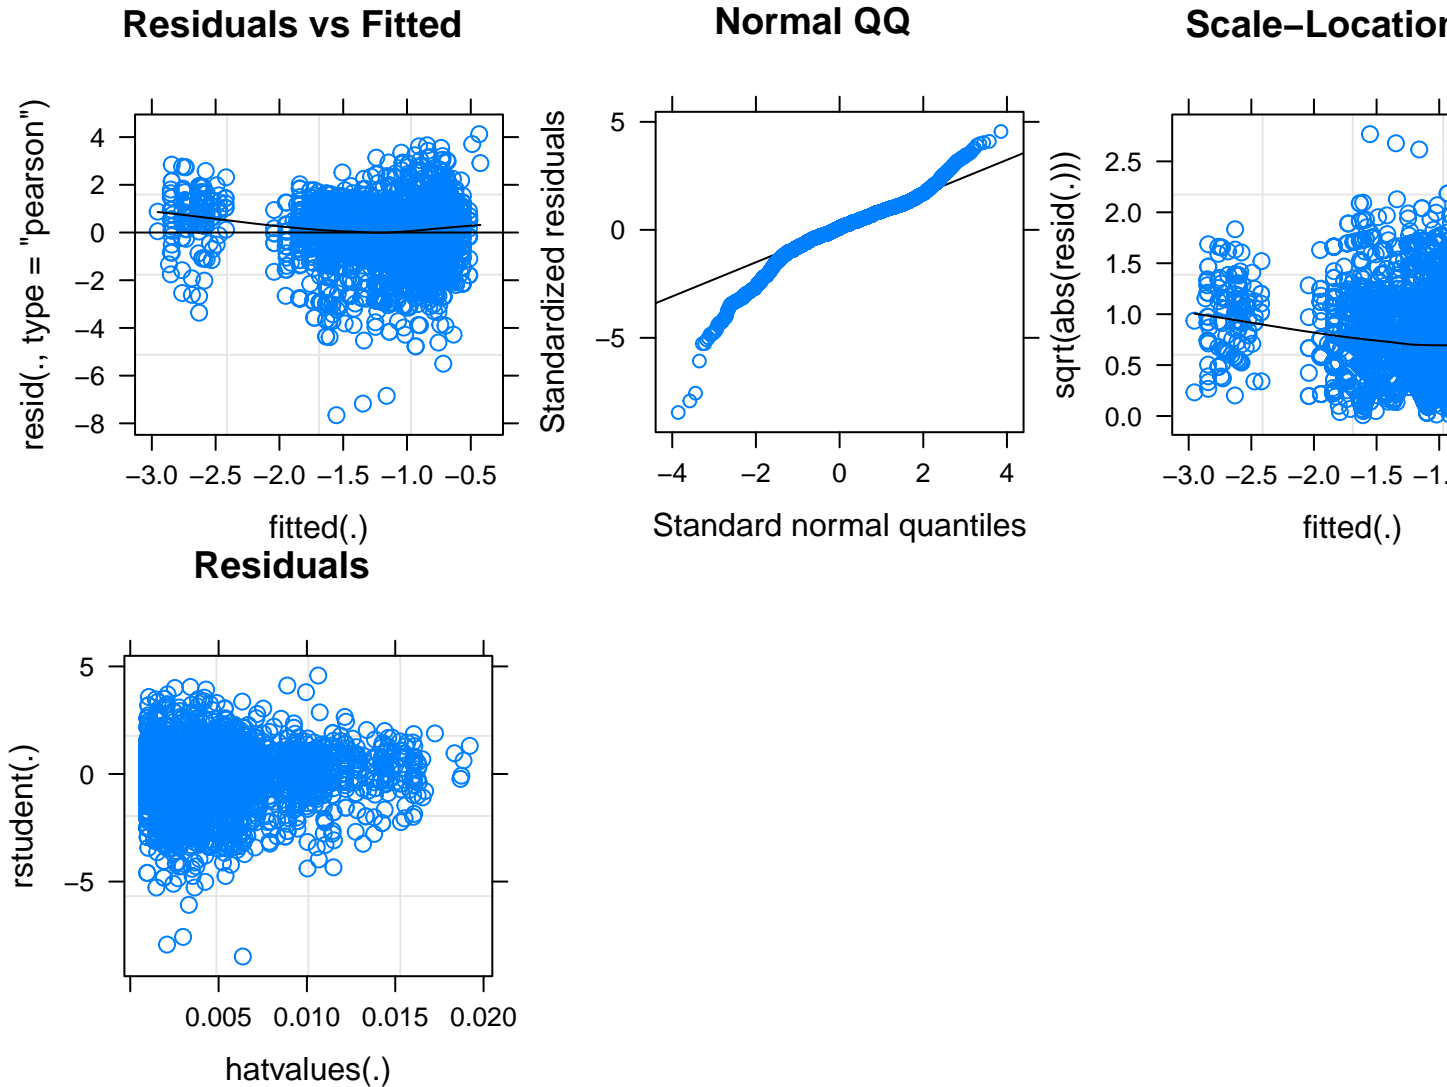 Residuals vs Fitted
resid(., type = "pearson")
4
2
0
−2
−4
−6
−8
−3.0 −2.5 −2.0 −1.5 −1.0 −0.5
fitted(.)
Normal QQ
Standardized residuals
5
0
−5
−4 −2 0 2 4
Standard normal quantiles
Scale−Location
sqrt(abs(resid(.)))
2.5
2.0
1.5
1.0
0.5
0.0
−3.0 −2.5 −2.0 −1.5 −1.
fitted(.)
Residuals
rstudent(.)
5
0
−5
0.005 0.010 0.015 0.020
hatvalues(.)